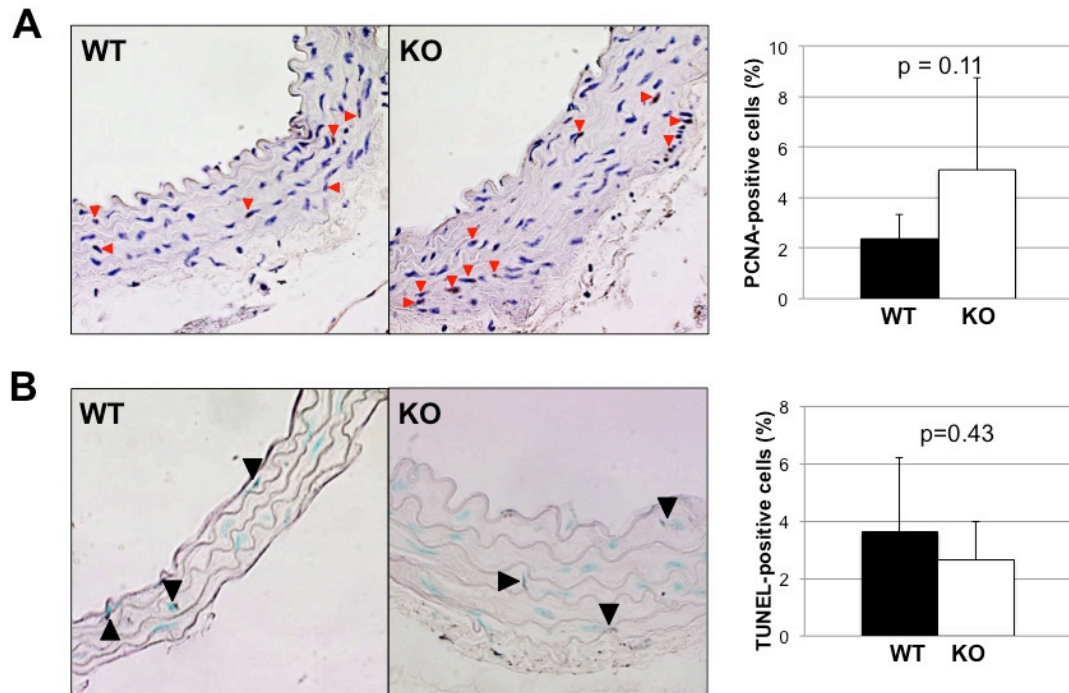 A
WT
KO
PCNA-positive cells (%)
10
8
6
4
2
0
p = 0.11
WT
KO
B
WT
KO
TUNEL-positive cells (%)
8
6
4
2
0
p=0.43
WT
KO